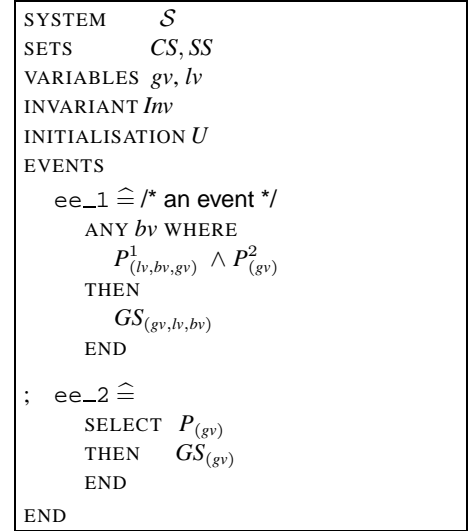 SYSTEM 𝒮
SETS CS, SS
VARIABLES gv, lv
INVARIANT Inv
INITIALISATION U
EVENTS
ee_1 ≙ /* an event */
ANY bv WHERE
P¹₍lv,bv,gv₎ ∧ P²₍gv₎
THEN
GS₍gv,lv,bv₎
END
; ee_2 ≙
SELECT P₍gv₎
THEN GS₍gv₎
END
END